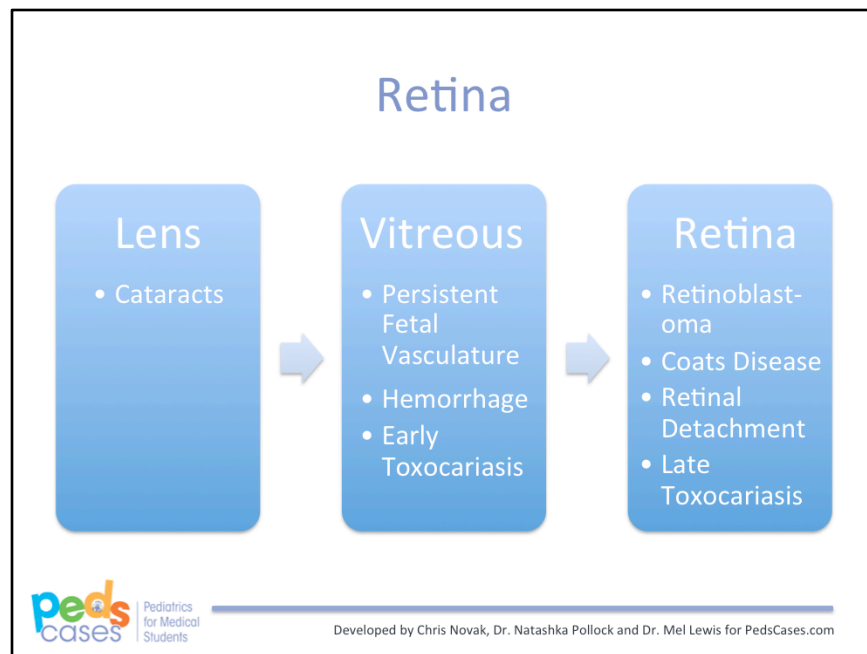 Retina
Lens
• Cataracts
Vitreous
• Persistent
Fetal
Vasculature
• Hemorrhage
• Early
Toxocariasis
Retina
• Retinoblast-
oma
• Coats Disease
• Retinal
Detachment
• Late
Toxocariasis
peds
cases
Pediatrics
for Medical
Students
Developed by Chris Novak, Dr. Natashka Pollock and Dr. Mel Lewis for PedsCases.com